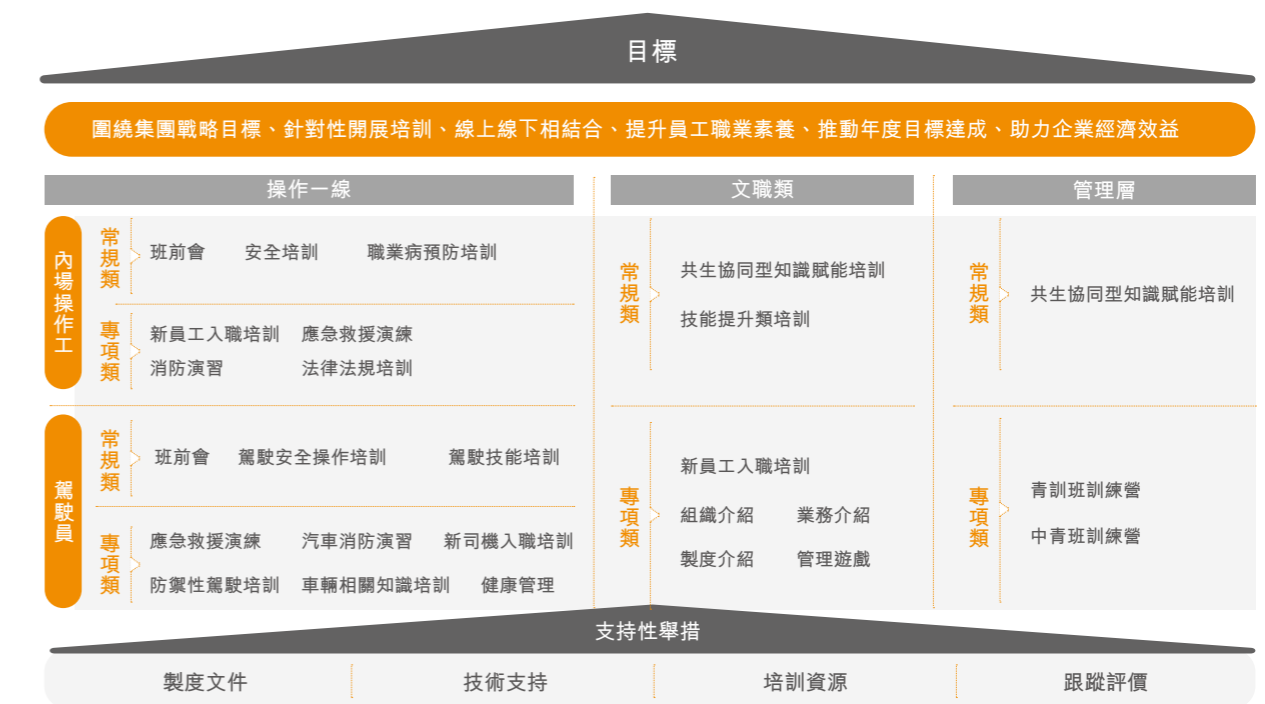 目標
圍繞集團戰略目標、針對性開展培訓、線上線下相結合、提升員工職業素養、推動年度目標達成、助力企業經濟效益
操作一線
內場操作工
常規類
班前會 安全培訓 職業病預防培訓
專項類
新員工入職培訓 應急救援演練
消防演習 法律法規培訓
駕駛員
常規類
班前會 駕駛安全操作培訓 駕駛技能培訓
專項類
應急救援演練 汽車消防演習 新司機入職培訓
防禦性駕駛培訓 車輛相關知識培訓 健康管理
文職類
常規類
共生協同型知識賦能培訓
技能提升類培訓
專項類
新員工入職培訓
組織介紹 業務介紹
製度介紹 管理遊戲
管理層
常規類
共生協同型知識賦能培訓
專項類
青訓班訓練營
中青班訓練營
支持性舉措
製度文件 技術支持 培訓資源 跟蹤評價